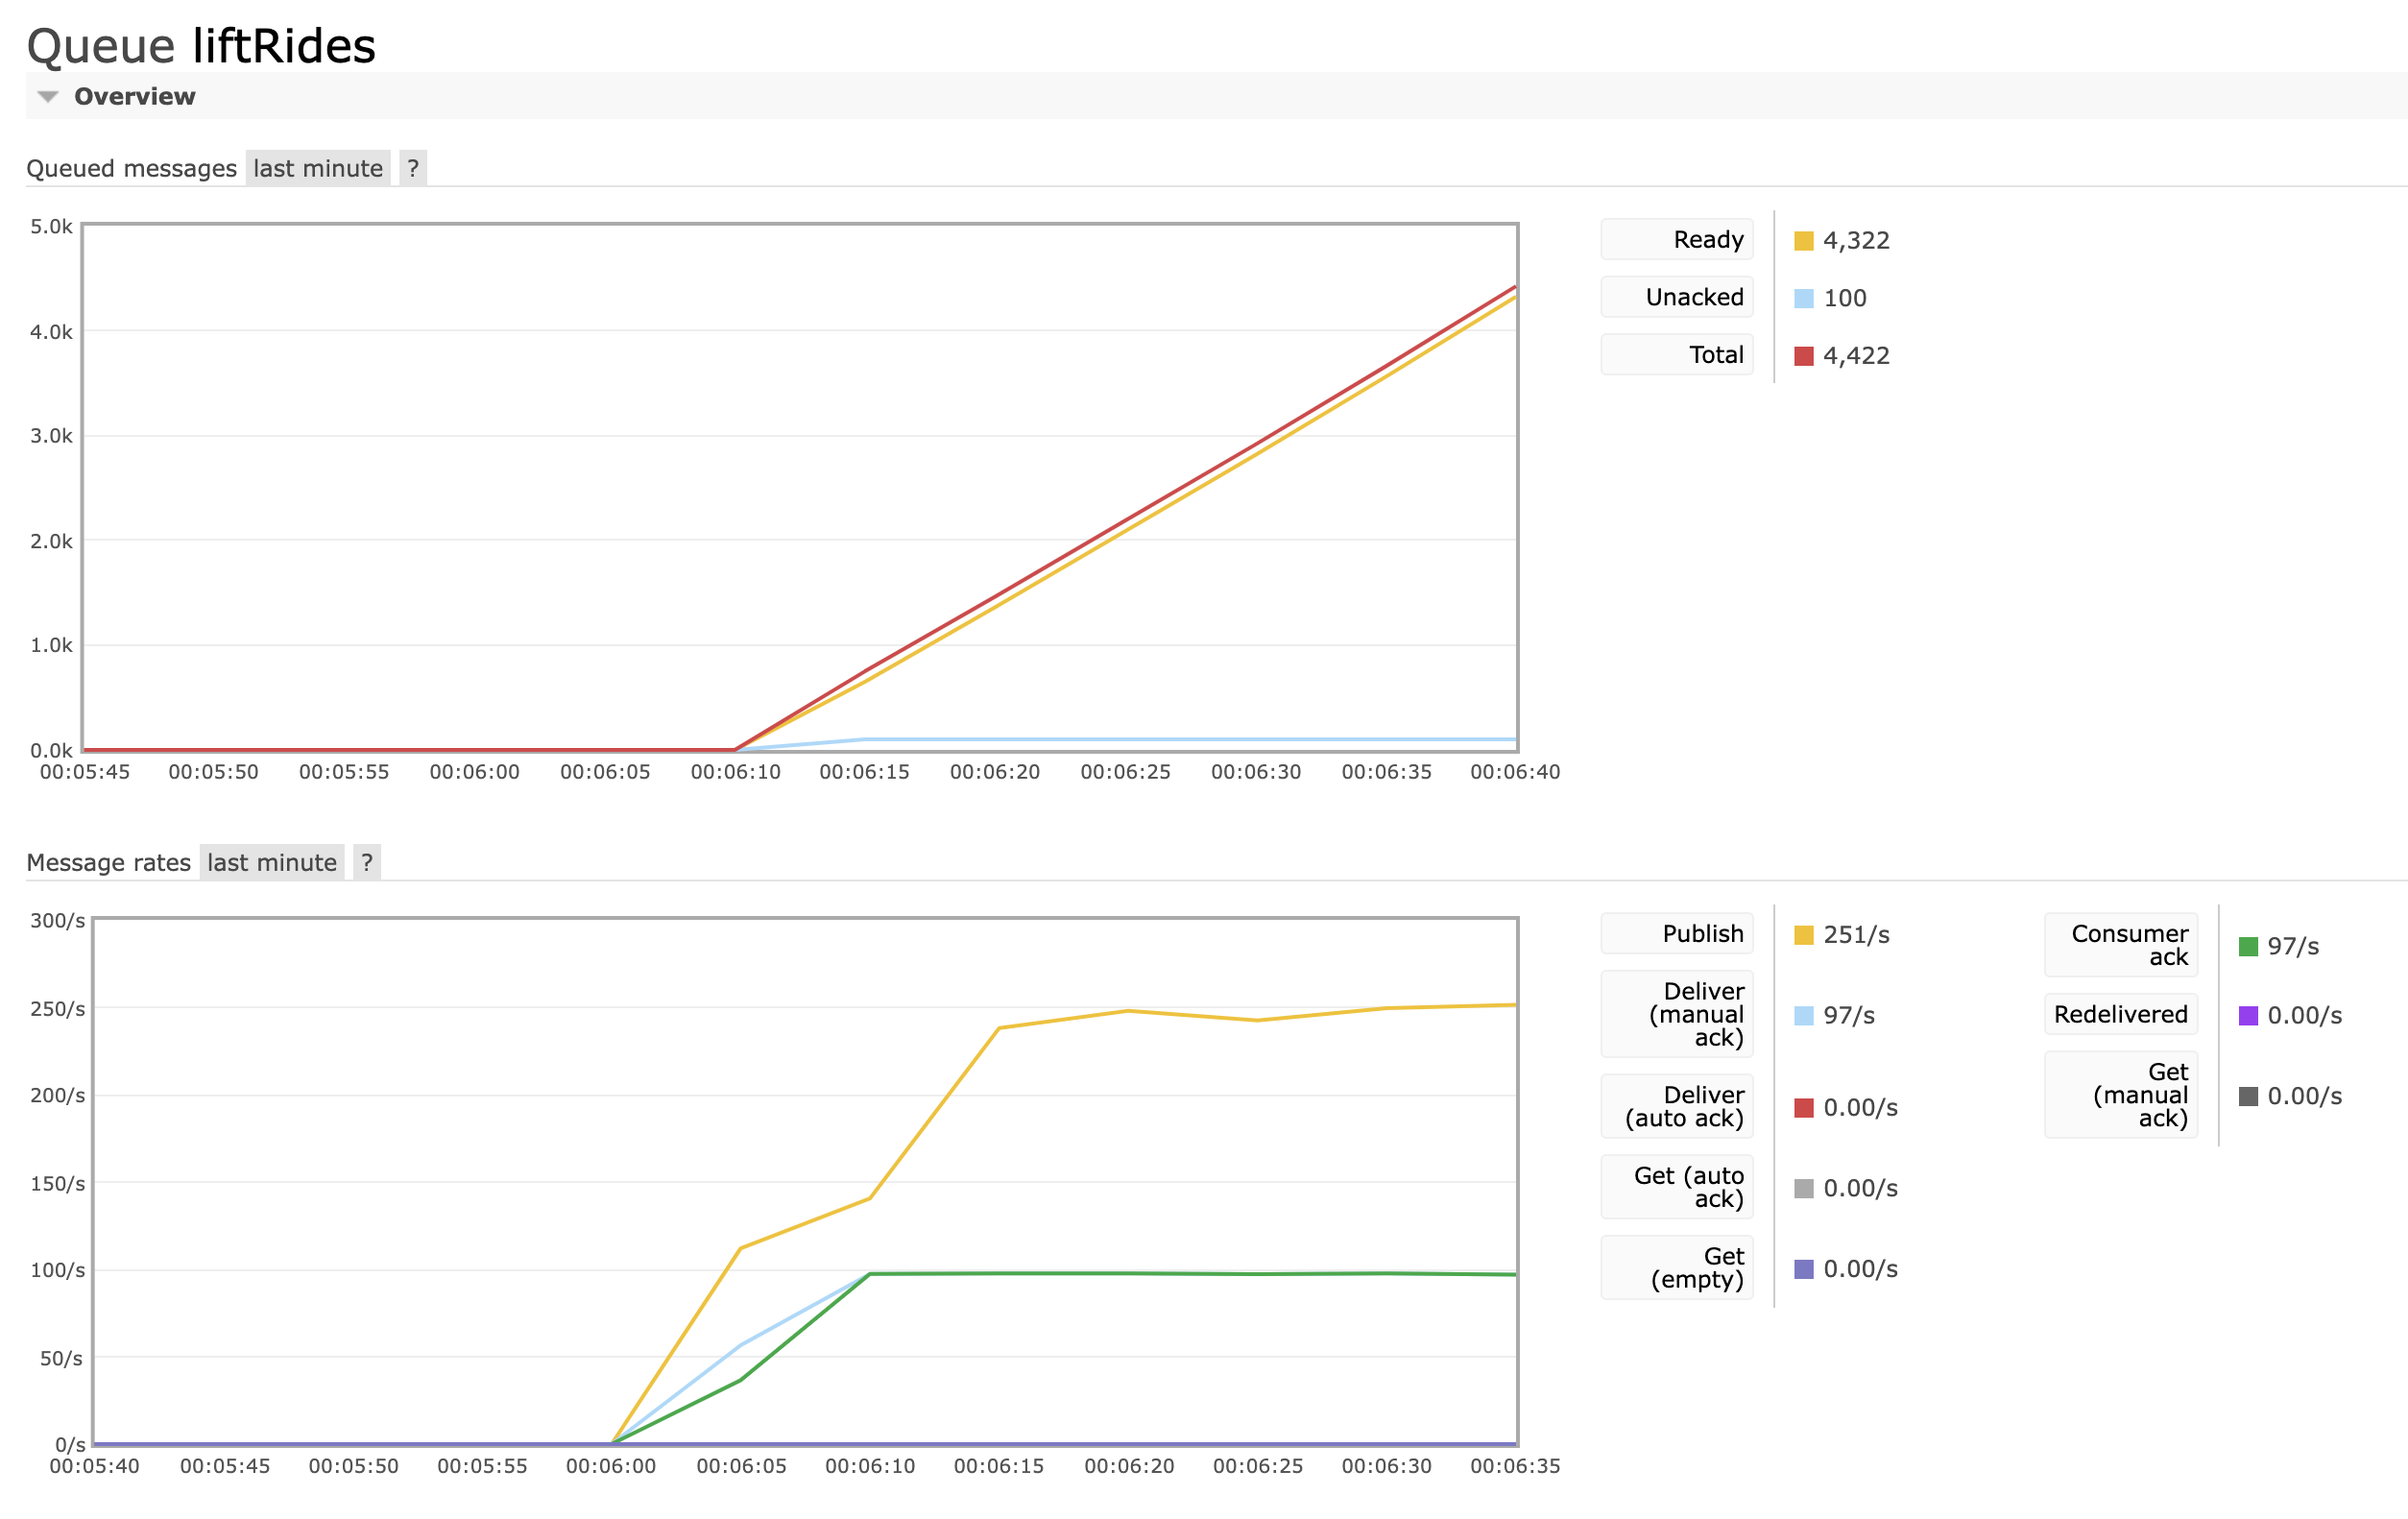 Queue liftRides
Overview
Queued messages last minute ?
5.0k
4.0k
3.0k
2.0k
1.0k
0.0k
00:05:45 00:05:50 00:05:55 00:06:00 00:06:05 00:06:10 00:06:15 00:06:20 00:06:25 00:06:30 00:06:35 00:06:40
Ready 4,322
Unacked 100
Total 4,422
Message rates last minute ?
300/s
250/s
200/s
150/s
100/s
50/s
0/s
00:05:40 00:05:45 00:05:50 00:05:55 00:06:00 00:06:05 00:06:10 00:06:15 00:06:20 00:06:25 00:06:30 00:06:35
Publish 251/s
Deliver
(manual
ack)
97/s
Deliver
(auto ack)
0.00/s
Get (auto
ack)
0.00/s
Get
(empty)
0.00/s
Consumer
ack
97/s
Redelivered 0.00/s
Get
(manual
ack)
0.00/s